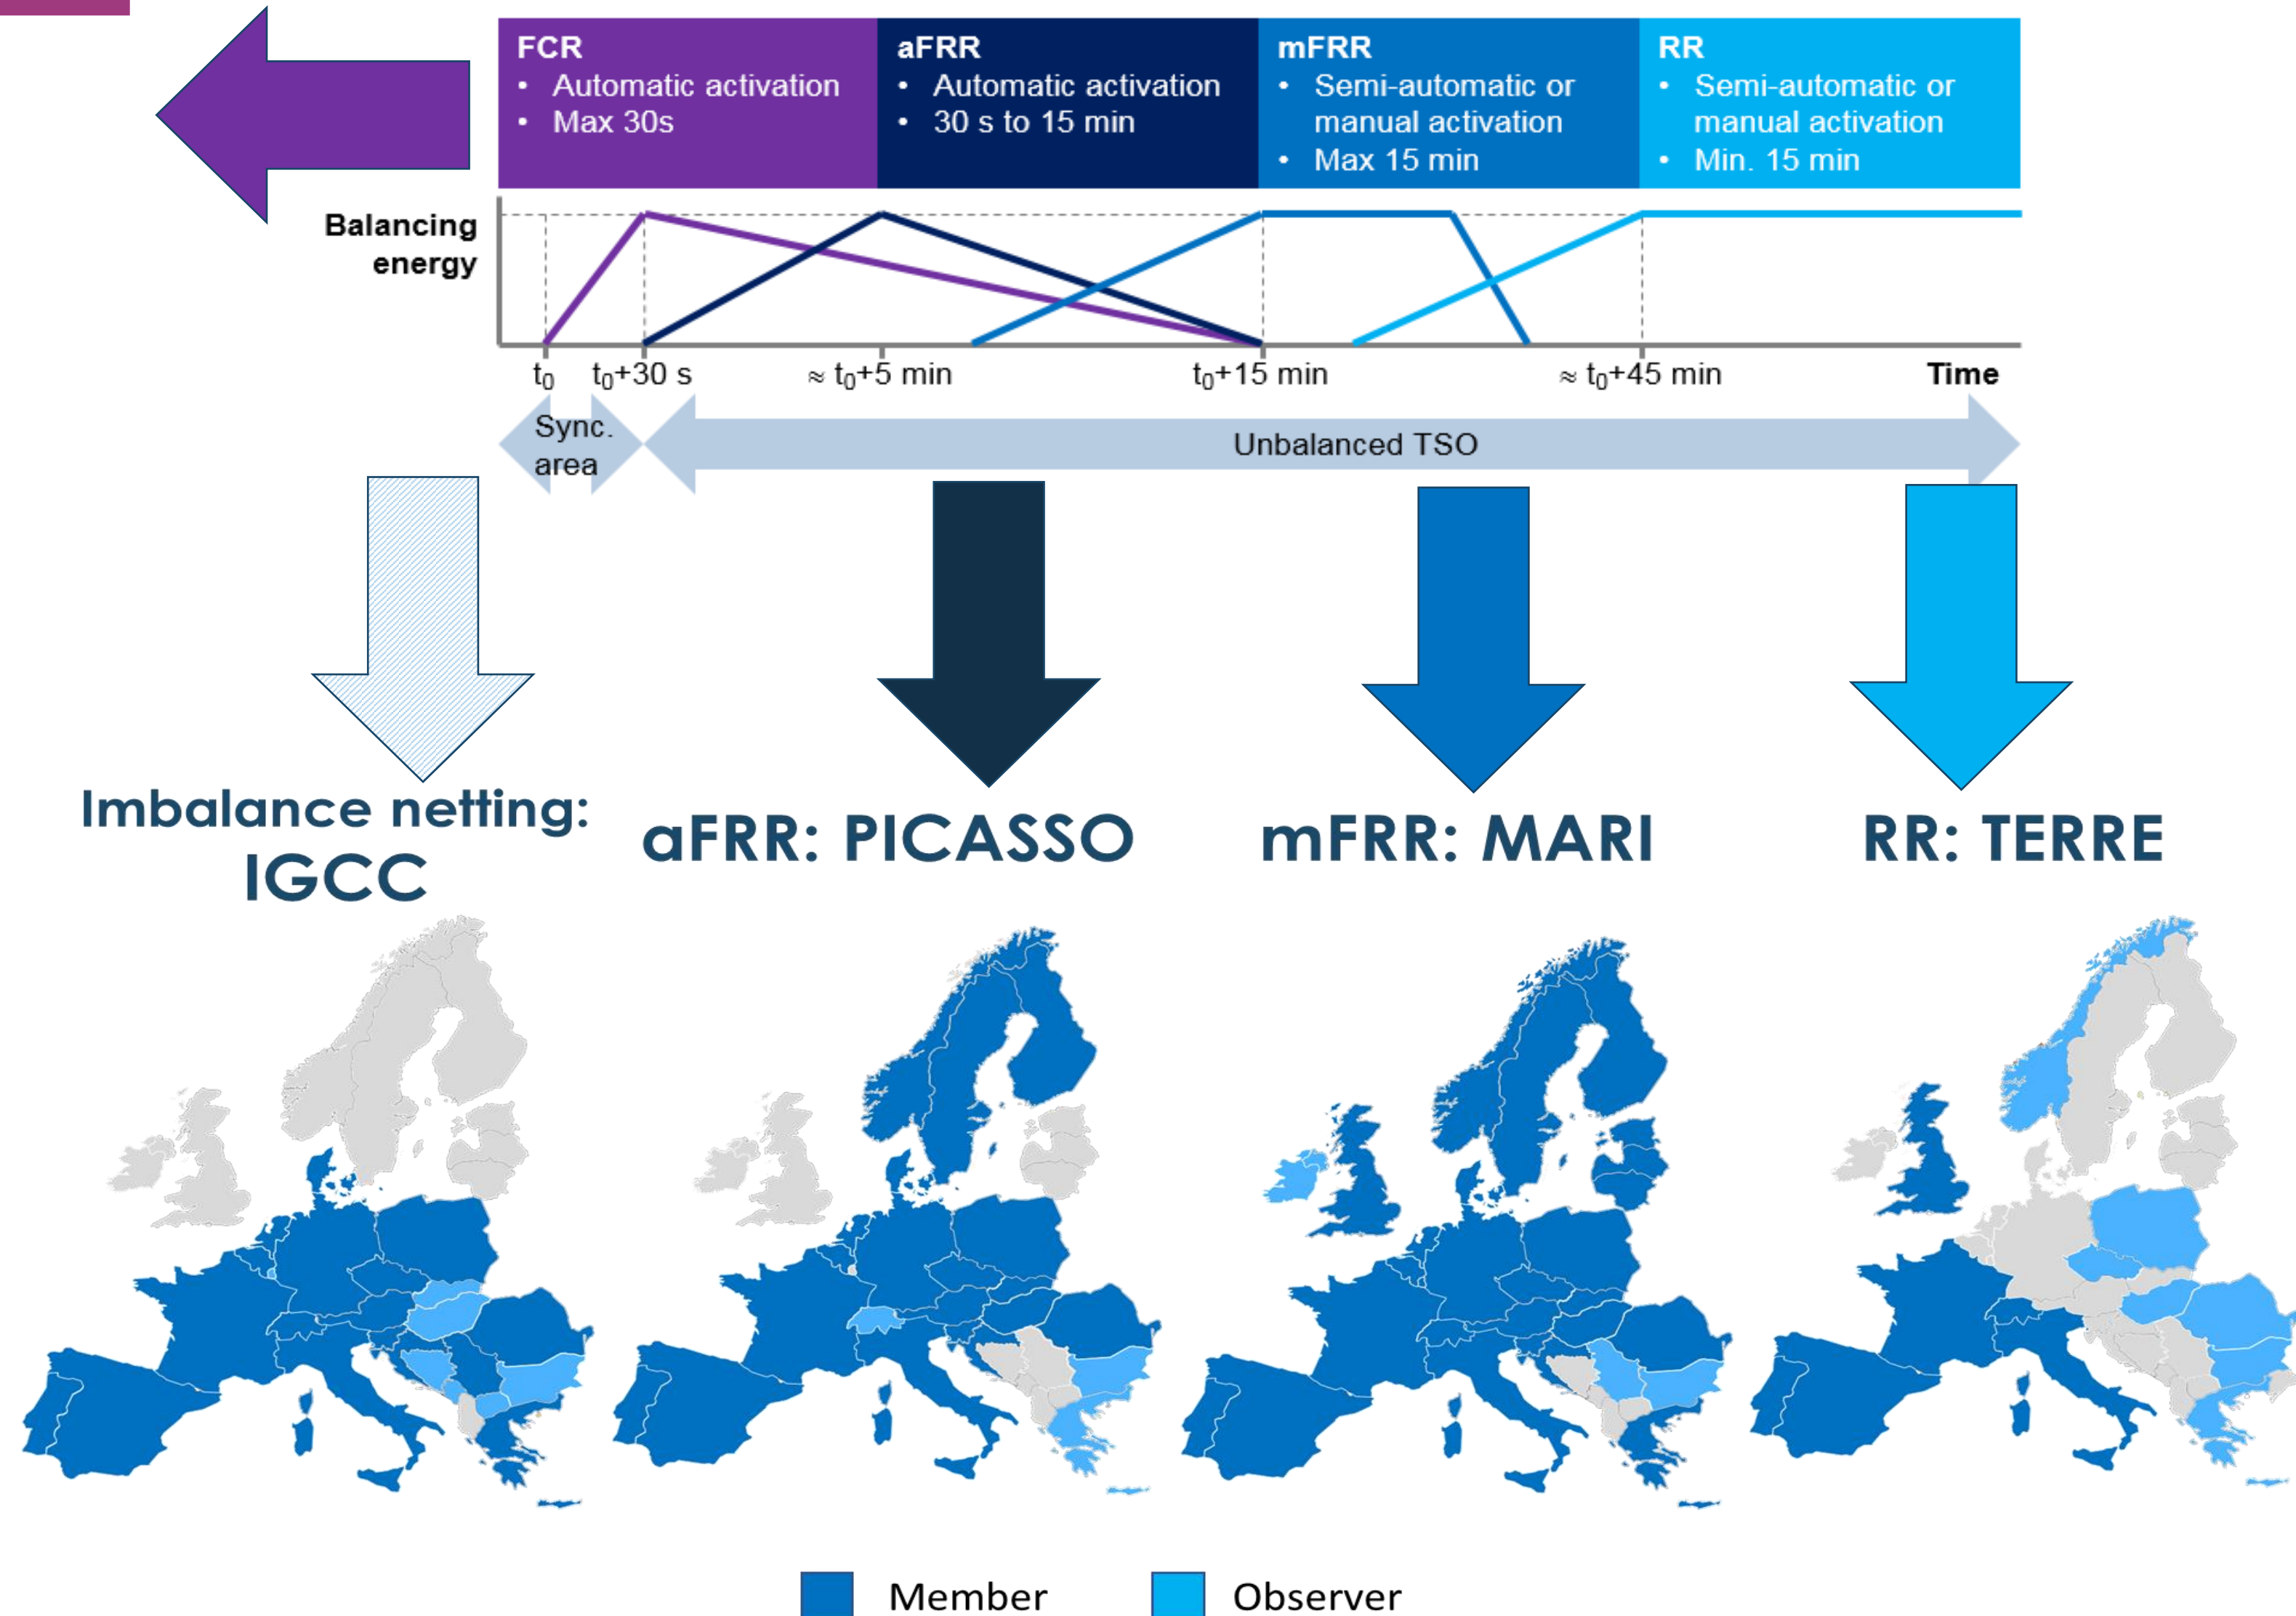 FCR
• Automatic activation
• Max 30s
aFRR
• Automatic activation
• 30 s to 15 min
mFRR
• Semi-automatic or
manual activation
• Max 15 min
RR
• Semi-automatic or
manual activation
• Min. 15 min
Balancing
energy
t₀
t₀+30 s
≈ t₀+5 min
t₀+15 min
≈ t₀+45 min
Time
Sync.
area
Unbalanced TSO
Imbalance netting:
IGCC
aFRR: PICASSO
mFRR: MARI
RR: TERRE
Member
Observer